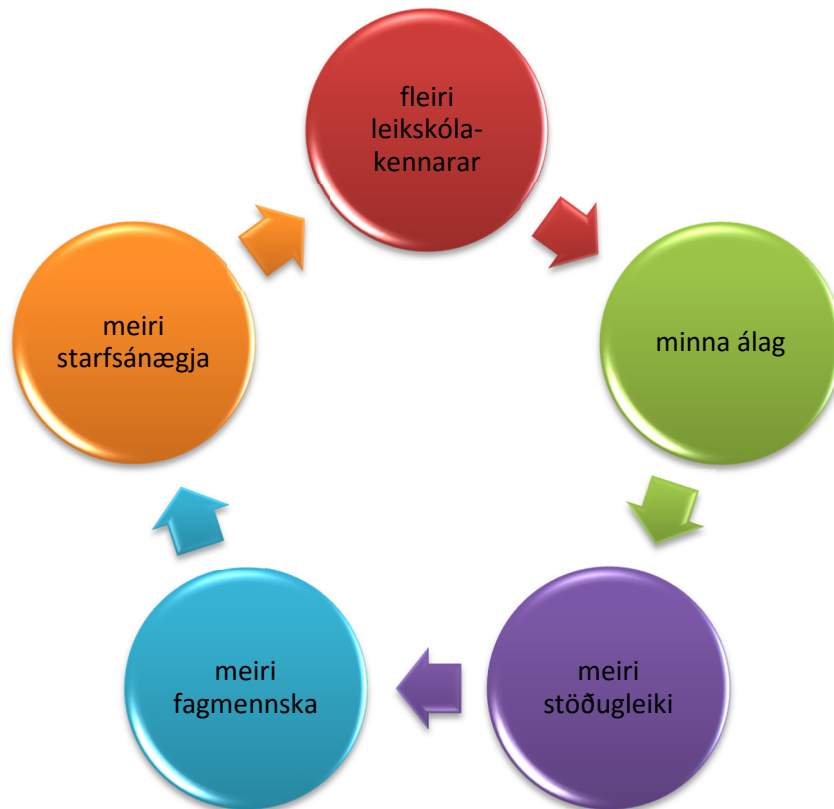 fleiri
leikskóla-
kennarar
minna álag
meiri
stöðugleiki
meiri
fagmennska
meiri
starfsánægja